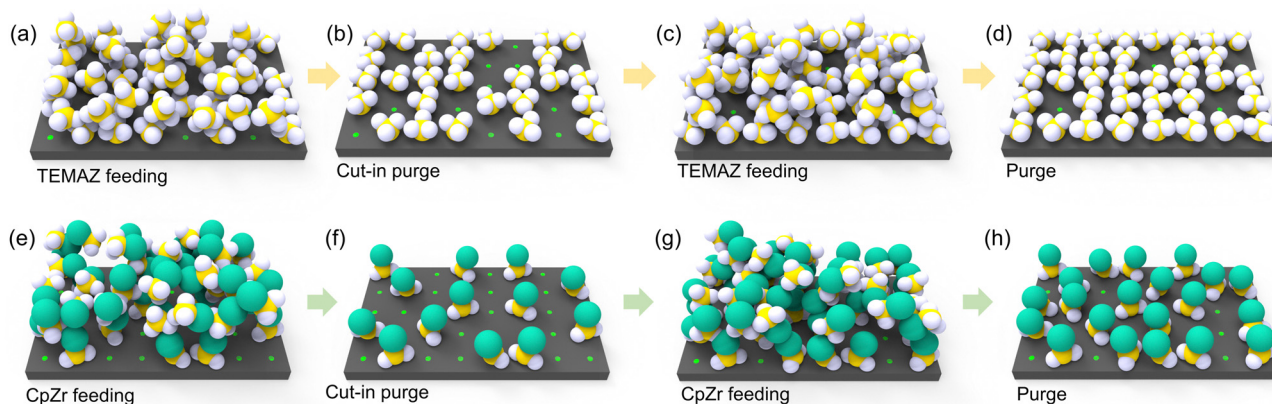 (a)
(b)
(c)
(d)
TEMAZ feeding
Cut-in purge
TEMAZ feeding
Purge
(e)
(f)
(g)
(h)
CpZr feeding
Cut-in purge
CpZr feeding
Purge